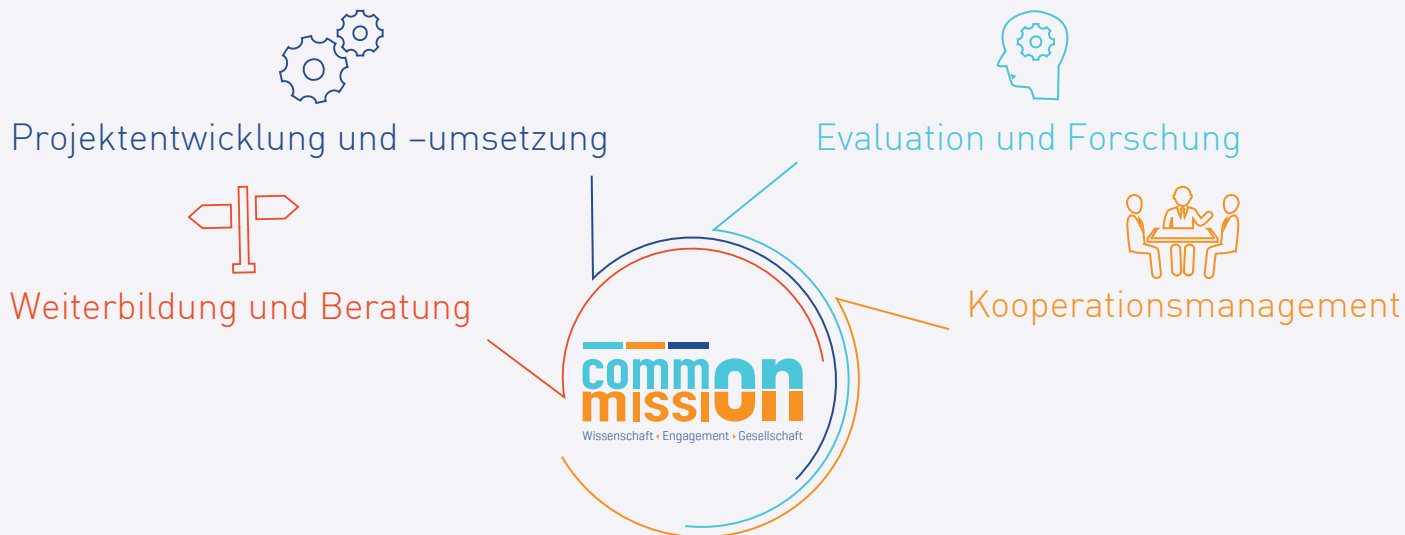 Projektentwicklung und –umsetzung
Evaluation und Forschung
Weiterbildung und Beratung
Kooperationsmanagement
common
mission
Wissenschaft ‹ Engagement › Gesellschaft